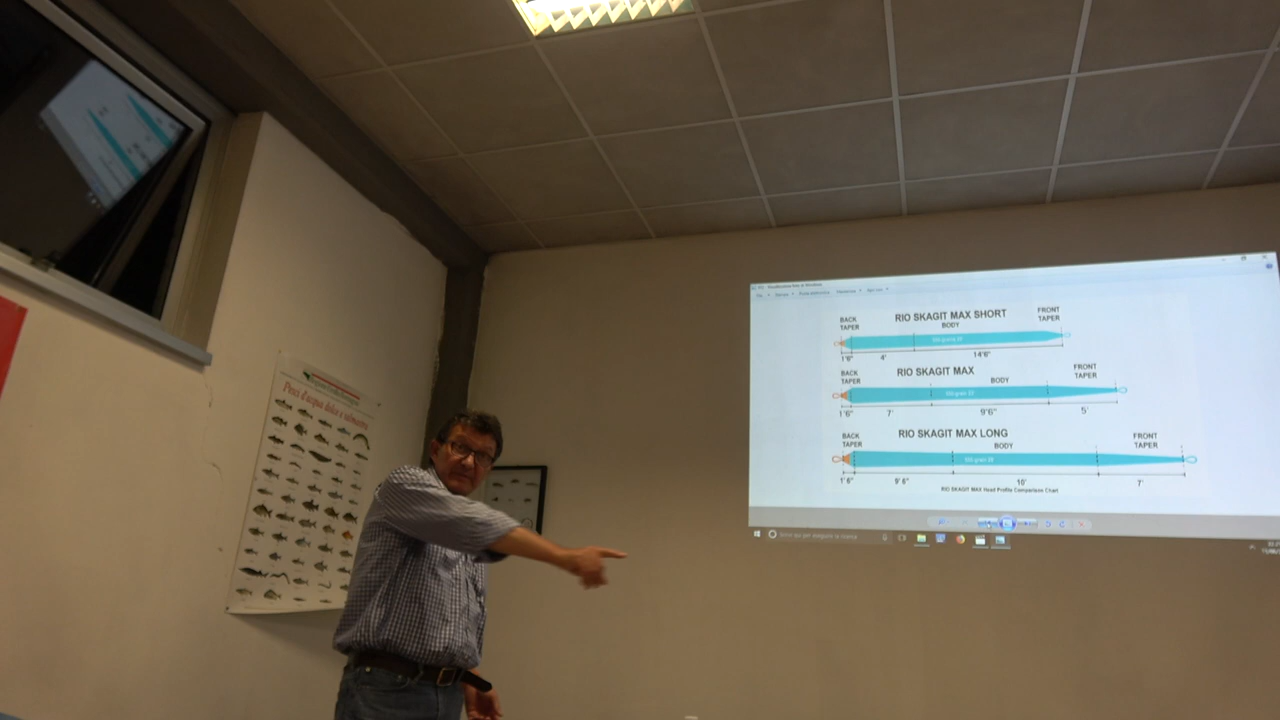 Pesci d'acqua dolce e salmastra
BACK
TAPER
RIO SKAGIT MAX SHORT
BODY
FRONT
TAPER
1'6"
4'
14'6"
BACK
TAPER
RIO SKAGIT MAX
BODY
FRONT
TAPER
1'6"
7'
9'6"
5'
BACK
TAPER
RIO SKAGIT MAX LONG
BODY
FRONT
TAPER
1' 6"
9' 6"
10'
7'
RIO SKAGIT MAX Head Profile Comparison Chart